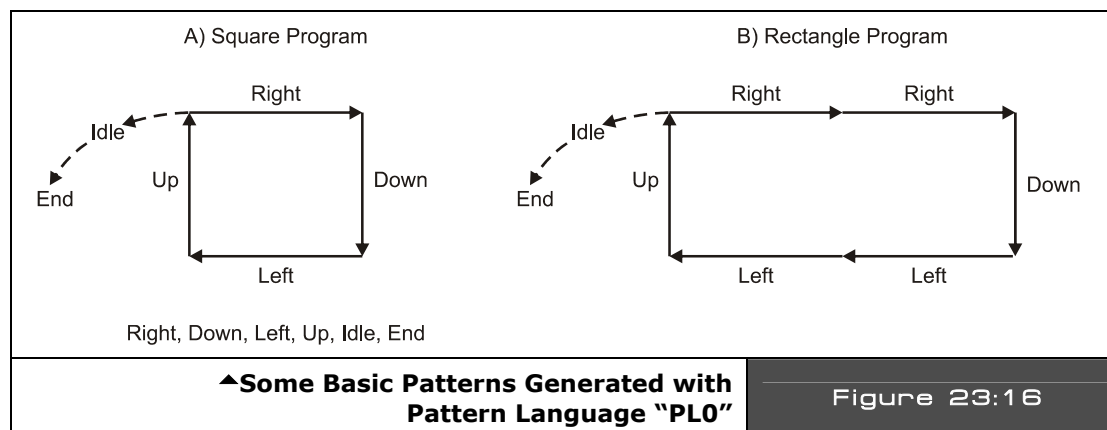 A) Square Program
Right
Idle
End
Up
Down
Left
Right, Down, Left, Up, Idle, End
B) Rectangle Program
Right
Right
Idle
End
Up
Down
Left
Left
Some Basic Patterns Generated with
Pattern Language “PL0”
Figure 23:16